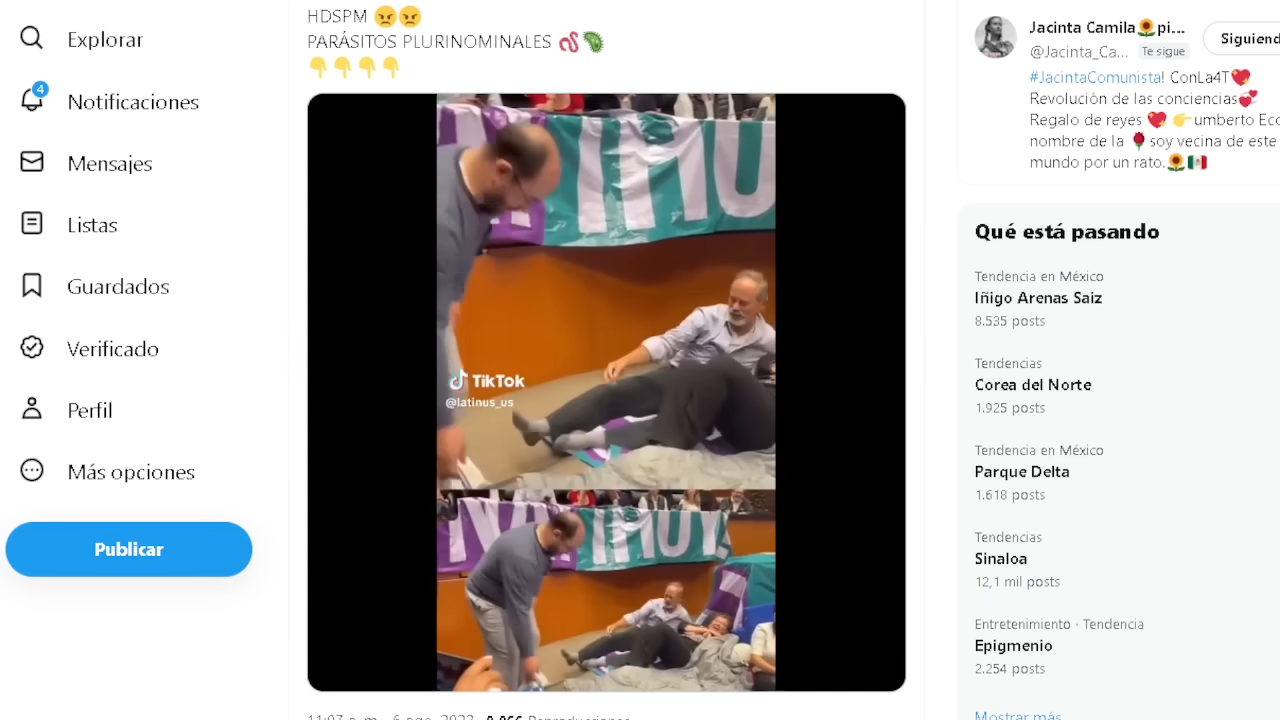 Explorar
4
Notificaciones
Mensajes
Listas
Guardados
Verificado
Perfil
Más opciones
Publicar
HDSPM 😠😠
PARÁSITOS PLURINOMINALES 🪱🦠
👇👇👇👇
TikTok
@latinus_us
Jacinta Camila🌻pi...
@Jacinta_Ca...
Te sigue
Siguiend
#JacintaComunista! ConLa4T💓
Revolución de las conciencias💞
Regalo de reyes 💓 👉umberto Eco
nombre de la 🌹soy vecina de este
mundo por un rato.🌻🇲🇽
Qué está pasando
Tendencia en México
Iñigo Arenas Saiz
8.535 posts
Tendencias
Corea del Norte
1.925 posts
Tendencia en México
Parque Delta
1.618 posts
Tendencias
Sinaloa
12,1 mil posts
Entretenimiento · Tendencia
Epigmenio
2.254 posts
Mostrar más